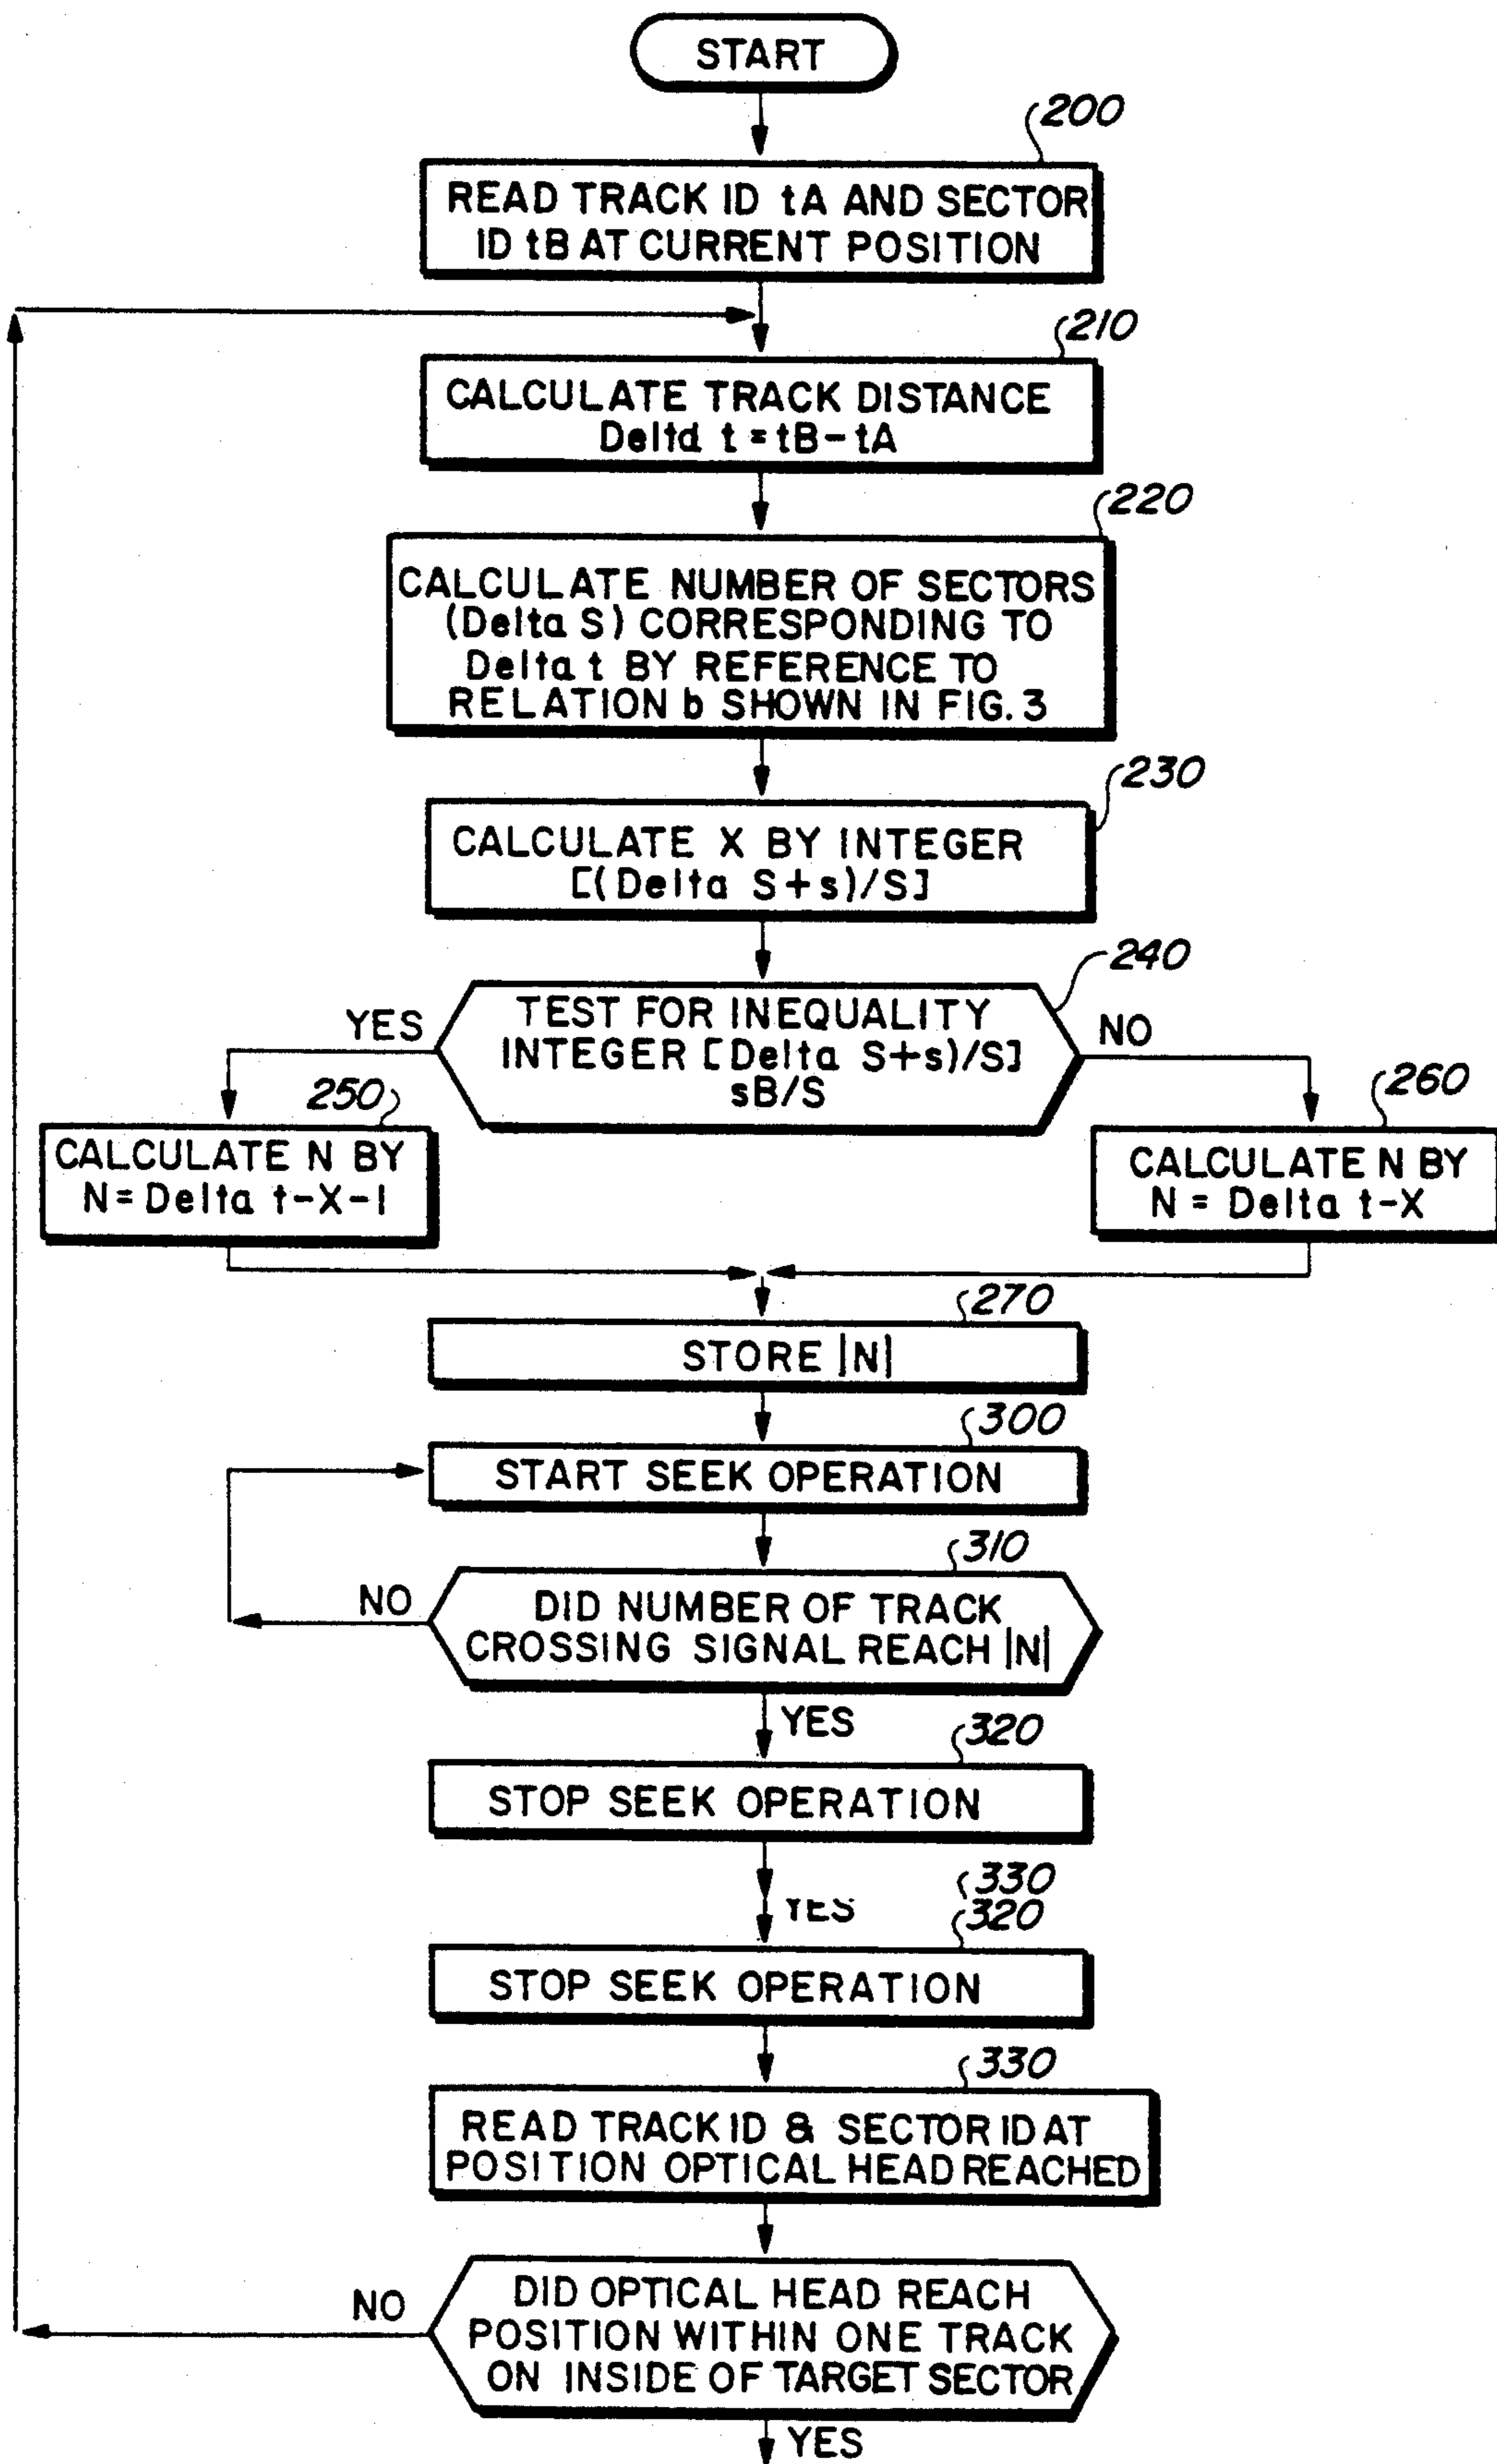 START
200
READ TRACK ID tA AND SECTOR
ID tB AT CURRENT POSITION
210
CALCULATE TRACK DISTANCE
Delta t = tB-tA
220
CALCULATE NUMBER OF SECTORS
(Delta S) CORRESPONDING TO
Delta t BY REFERENCE TO
RELATION b SHOWN IN FIG. 3
230
CALCULATE X BY INTEGER
[(Delta S+s)/S]
240
TEST FOR INEQUALITY
INTEGER [Delta S+s)/S]
sB/S
YES
NO
250
CALCULATE N BY
N= Delta t-X-1
260
CALCULATE N BY
N = Delta t-X
270
STORE |N|
300
START SEEK OPERATION
310
NO
DID NUMBER OF TRACK
CROSSING SIGNAL REACH |N|
YES
320
STOP SEEK OPERATION
330
YES
320
STOP SEEK OPERATION
330
READ TRACK ID & SECTOR ID AT
POSITION OPTICAL HEAD REACHED
NO
DID OPTICAL HEAD REACH
POSITION WITHIN ONE TRACK
ON INSIDE OF TARGET SECTOR
YES